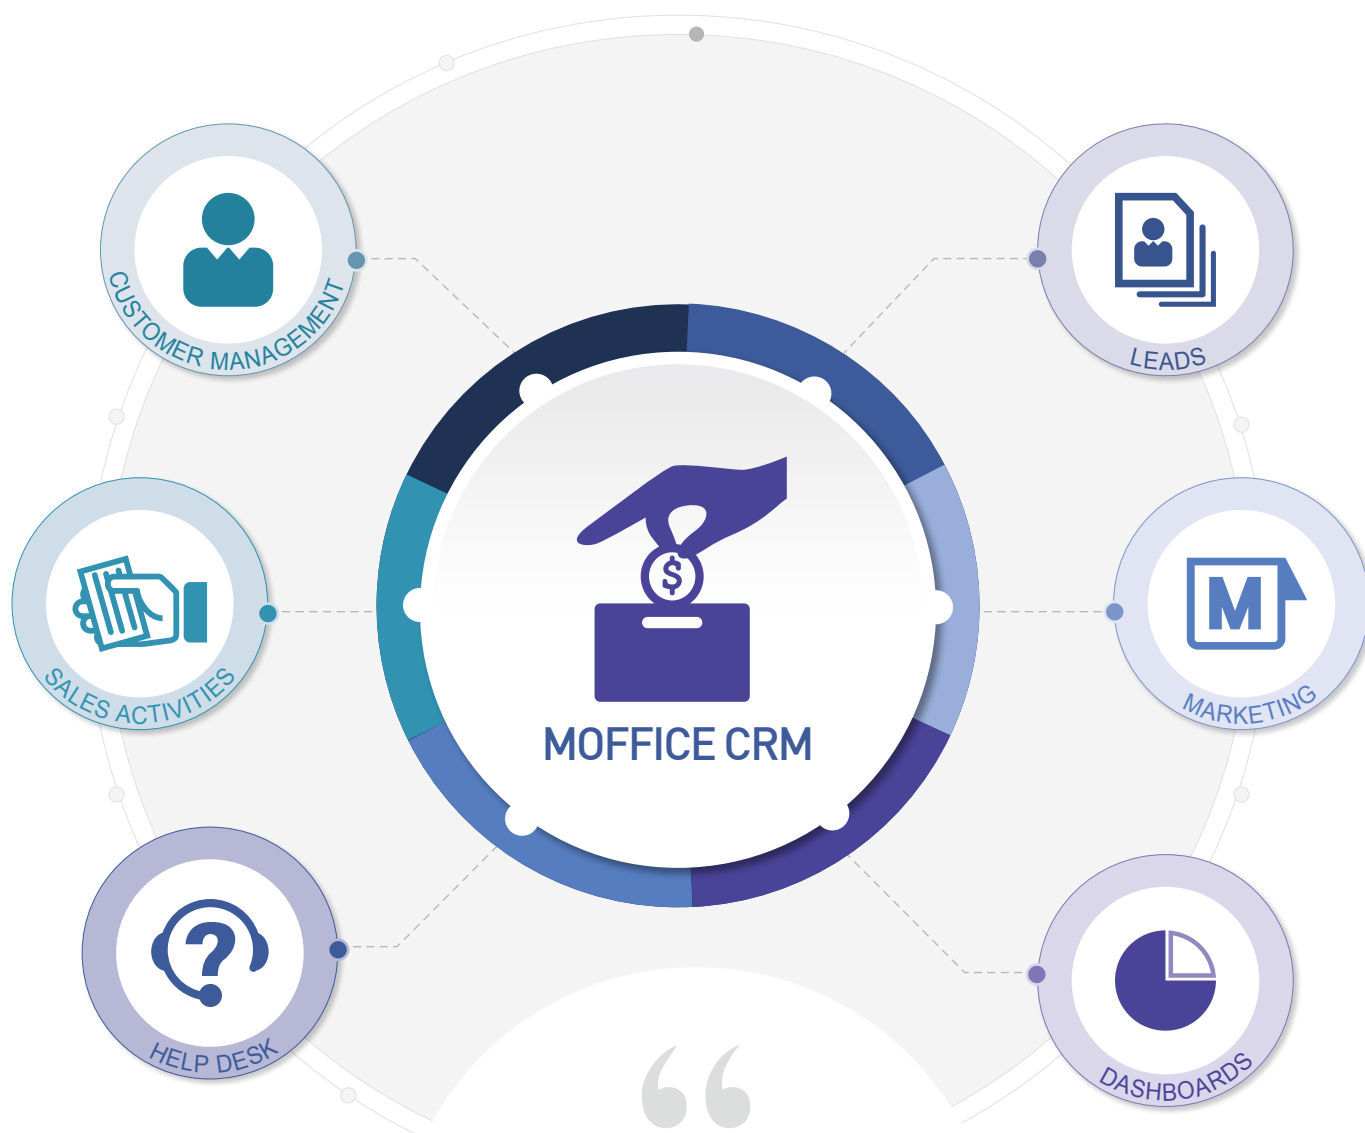 CUSTOMER MANAGEMENT
LEADS
$
SALES ACTIVITIES
M
MARKETING
MOFFICE CRM
?
HELP DESK
DASHBOARDS
“